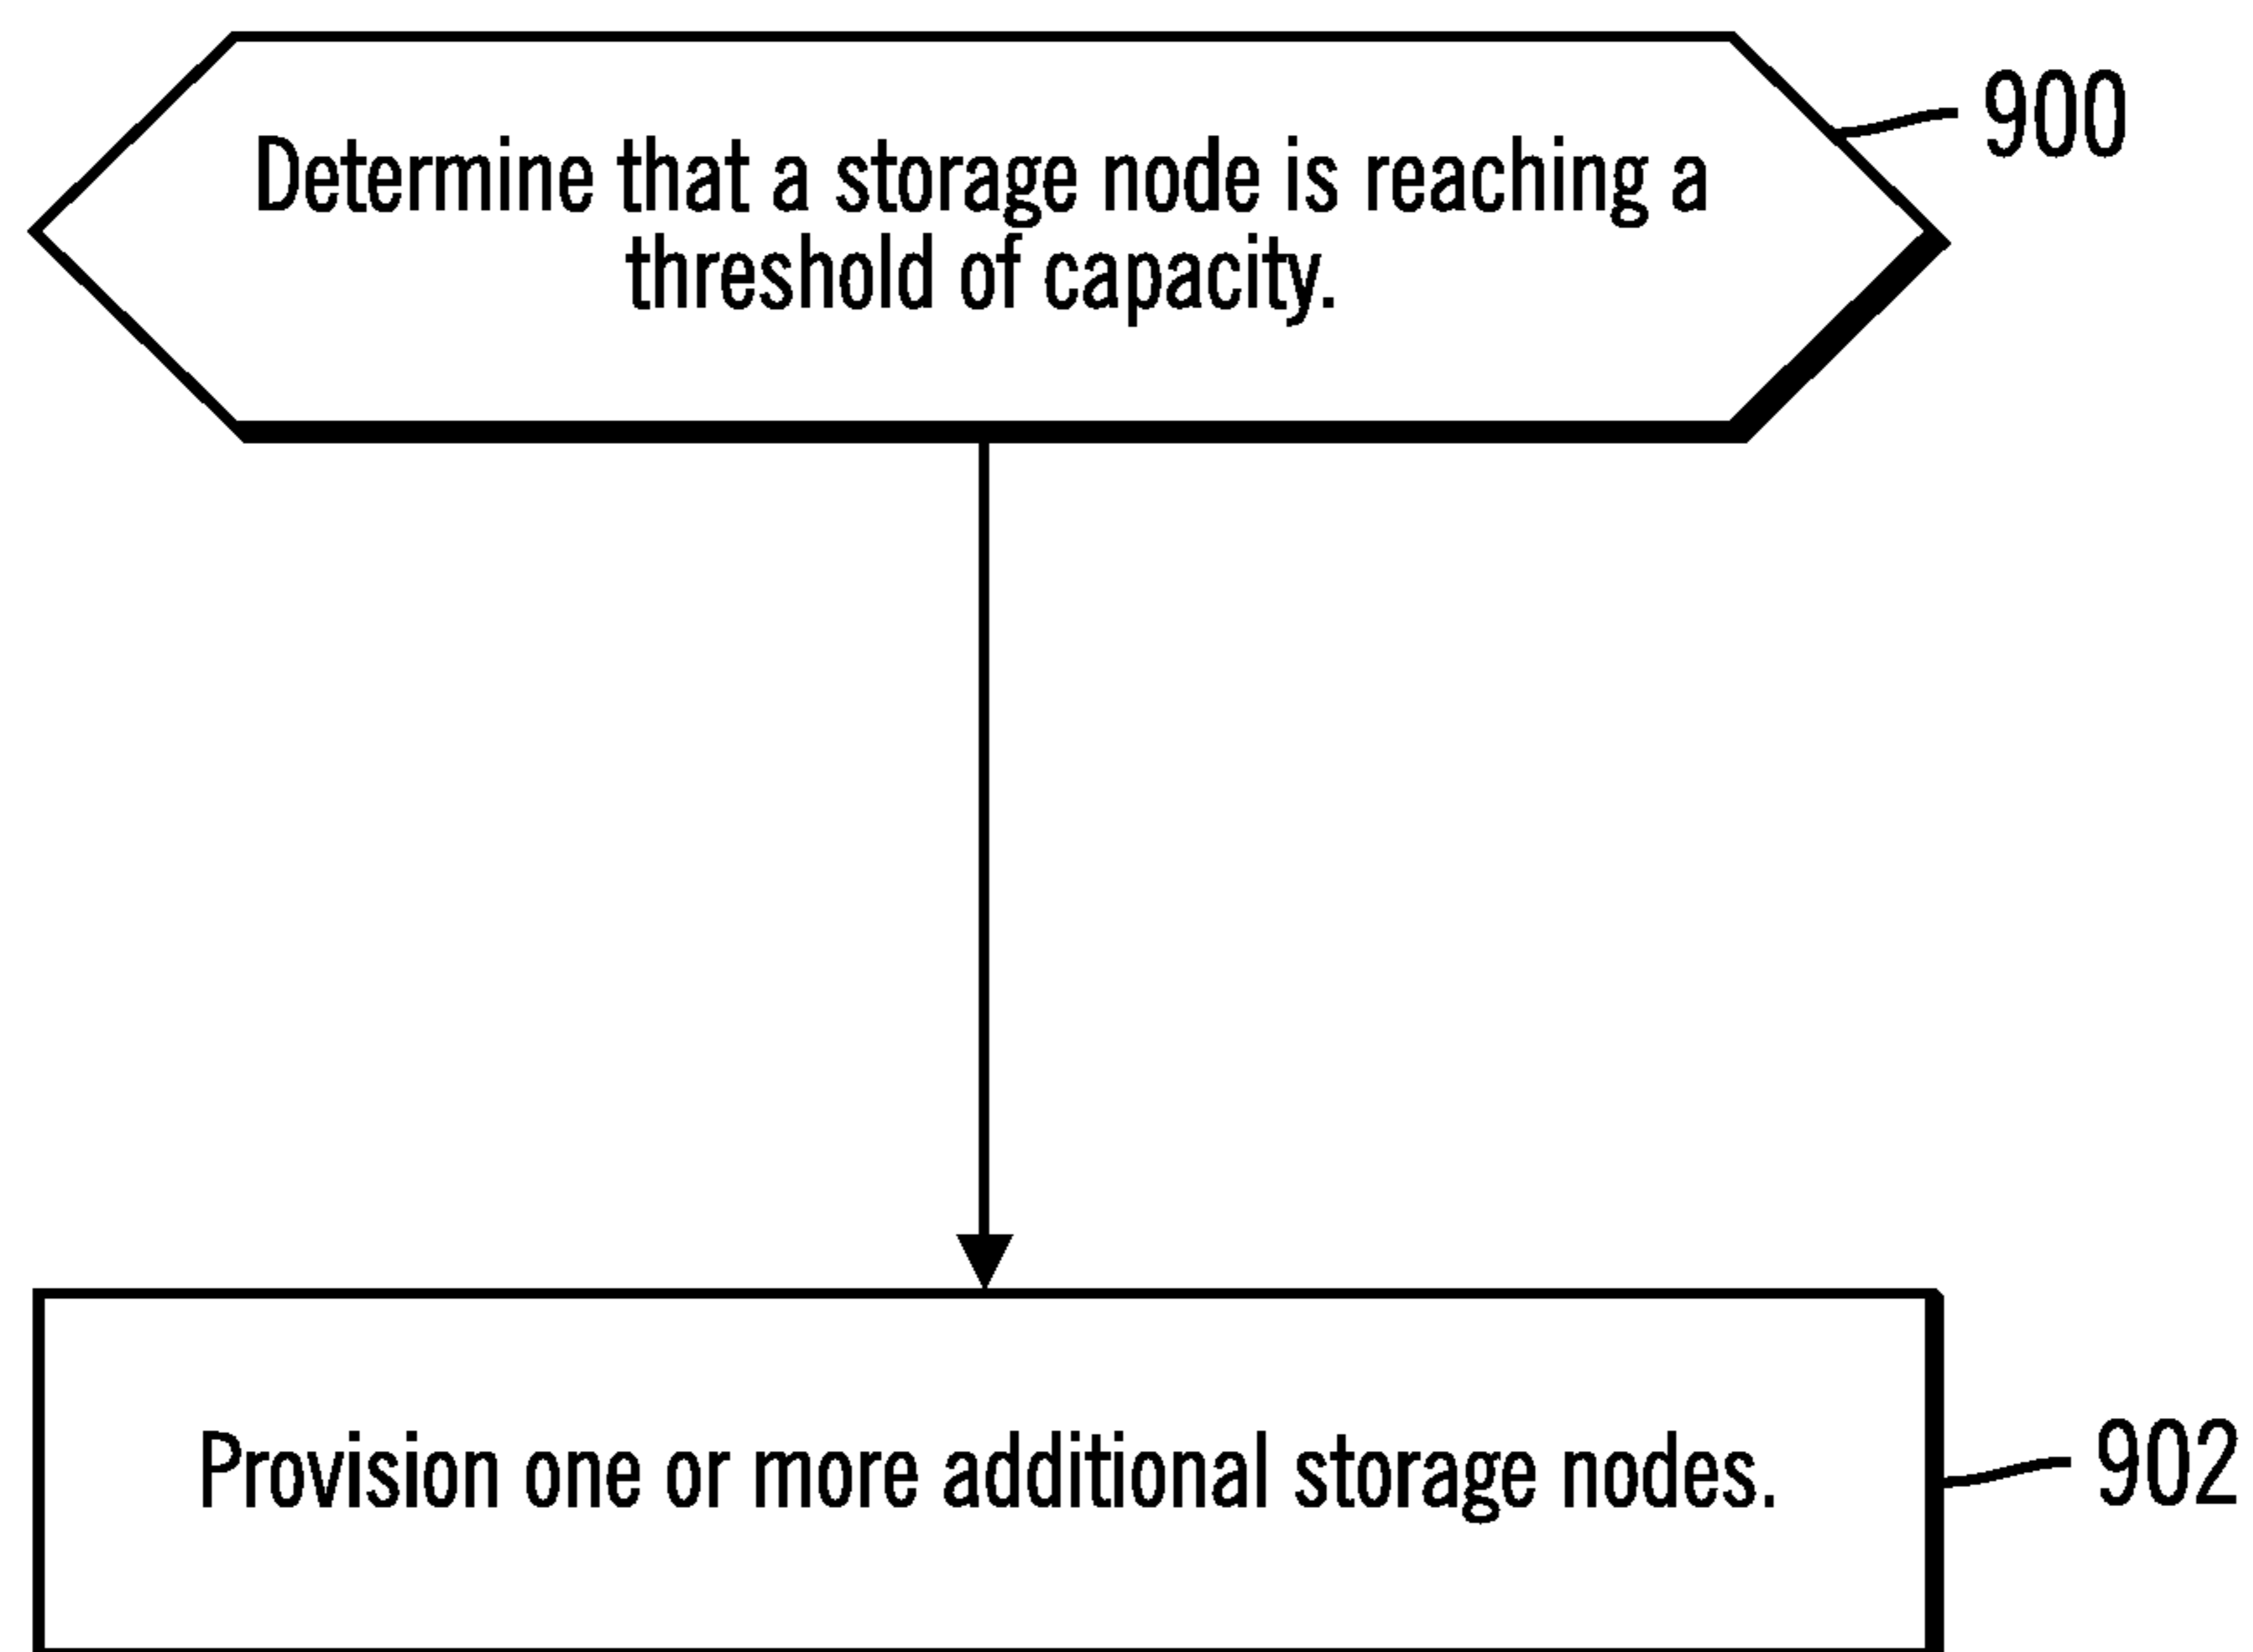 900
Determine that a storage node is reaching a
threshold of capacity.
Provision one or more additional storage nodes.
902